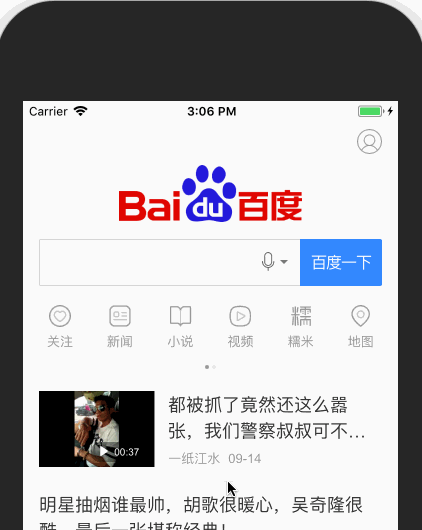 Carrier 3:06 PM
Bai du 百度
百度一下
关注 新闻 小说 视频 糯米 地图
都被抓了竟然还这么嚣
张，我们警察叔叔可不...
00:37
一纸江水 09-14
明星抽烟谁最帅，胡歌很暖心，吴奇隆很
酷，最后一张堪称经典！